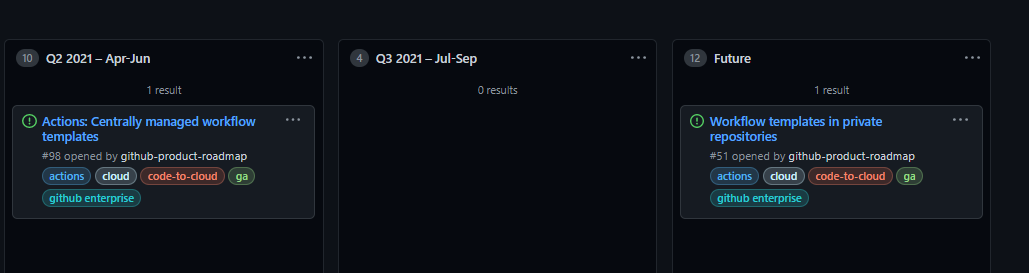 10 Q2 2021 – Apr-Jun
1 result
Actions: Centrally managed workflow
templates
#98 opened by github-product-roadmap
actions cloud code-to-cloud ga
github enterprise
4 Q3 2021 – Jul-Sep
0 results
12 Future
1 result
Workflow templates in private
repositories
#51 opened by github-product-roadmap
actions cloud code-to-cloud ga
github enterprise